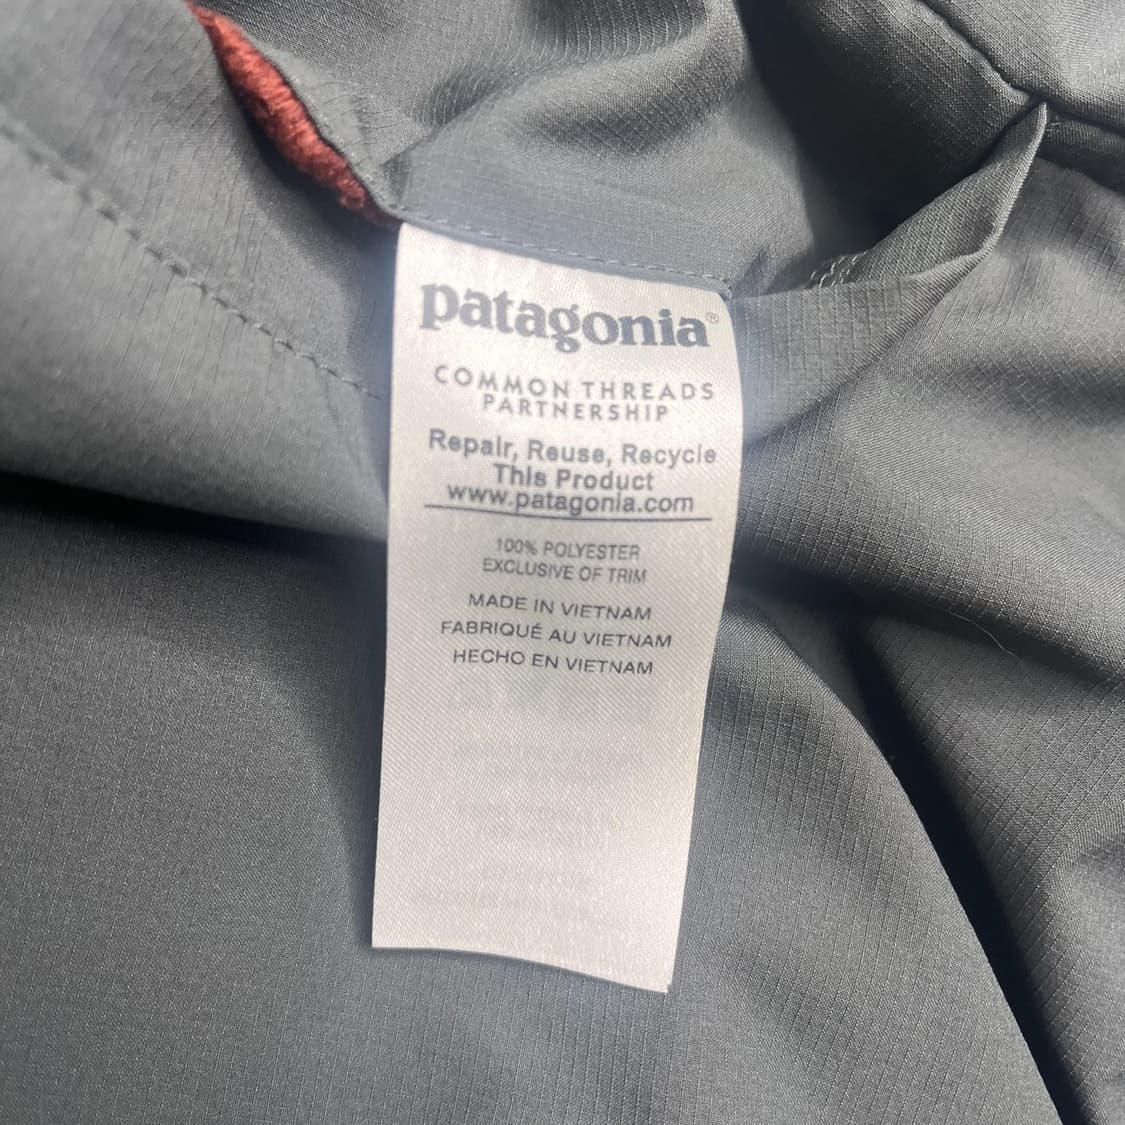 patagonia®
COMMON THREADS
PARTNERSHIP
Repair, Reuse, Recycle
This Product
www.patagonia.com
100% POLYESTER
EXCLUSIVE OF TRIM
MADE IN VIETNAM
FABRIQUÉ AU VIETNAM
HECHO EN VIETNAM